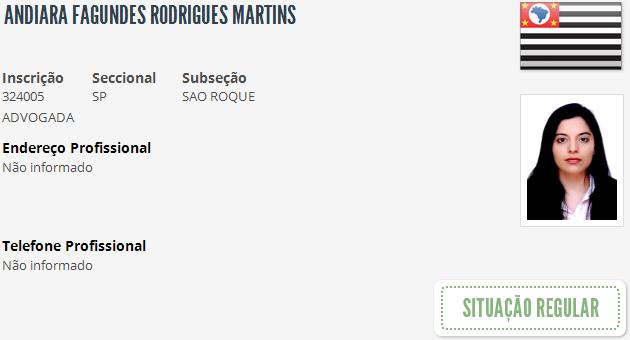 ANDIARA FAGUNDES RODRIGUES MARTINS
Inscrição Seccional Subseção
324005 SP SAO ROQUE
ADVOGADA
Endereço Profissional
Não informado
Telefone Profissional
Não informado
SITUAÇÃO REGULAR